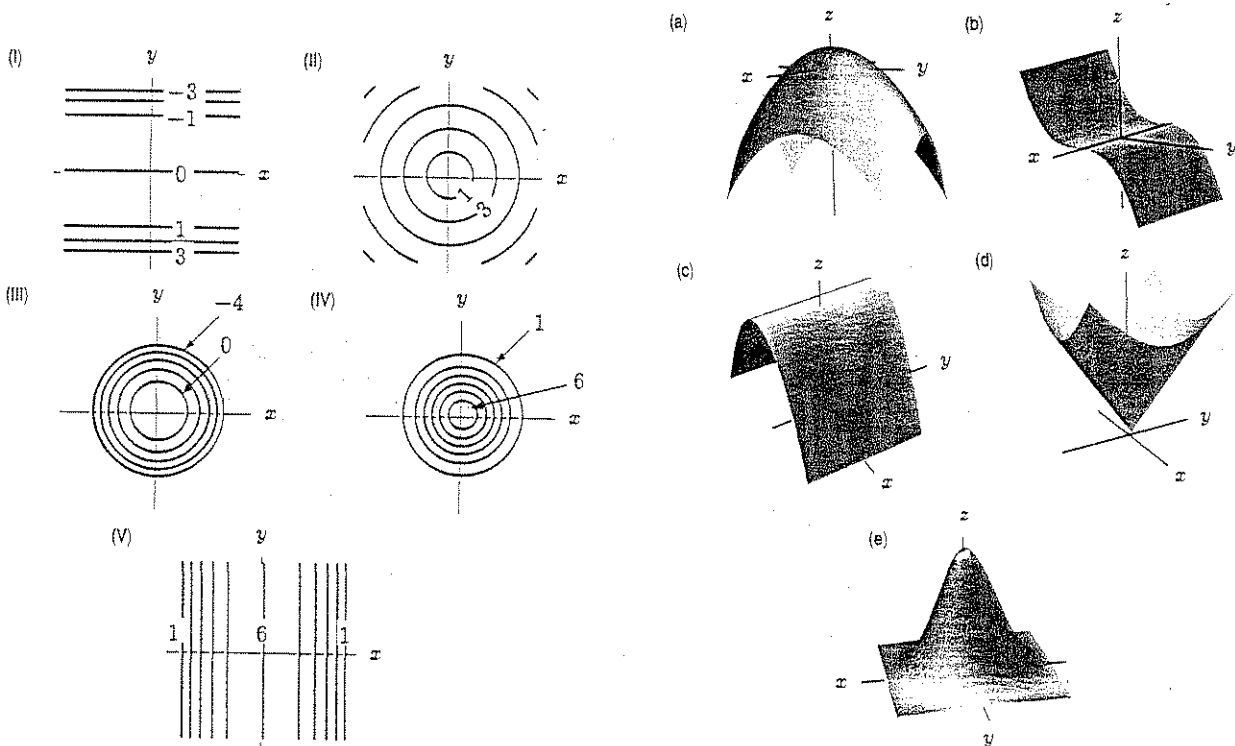 (I)
y
-3
-1
0
x
1
3
(II)
y
x
1
3
(III)
y
-4
0
x
(IV)
y
1
6
x
(V)
y
1
6
1
x
(a)
z
x
y
(b)
z
x
y
(c)
z
y
x
(d)
z
y
x
(e)
z
x
y